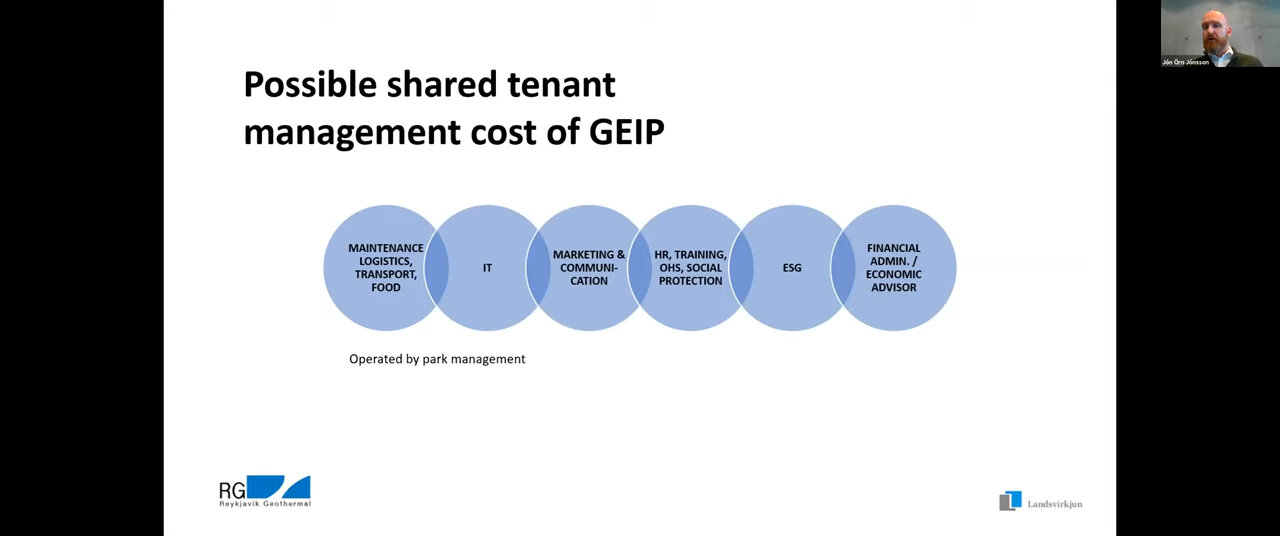 Jón Örn Jónsson
Possible shared tenant
management cost of GEIP
MAINTENANCE
LOGISTICS,
TRANSPORT,
FOOD
IT
MARKETING &
COMMUNI-
CATION
HR, TRAINING,
OHS, SOCIAL
PROTECTION
ESG
FINANCIAL
ADMIN. /
ECONOMIC
ADVISOR
Operated by park management
RG
Reykjavik Geothermal
Landsvirkjun